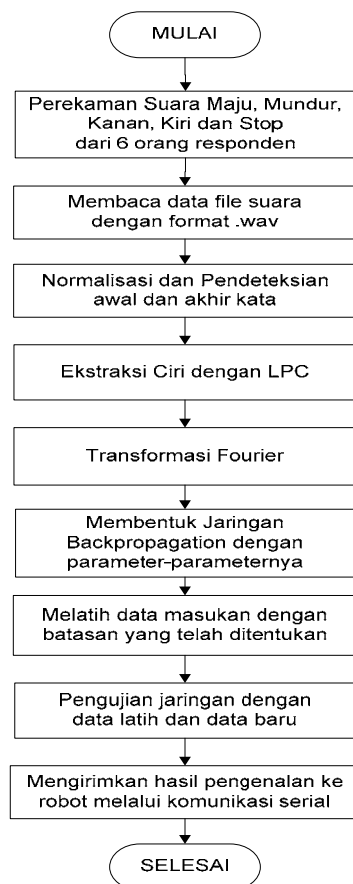 MULAI
Perekaman Suara Maju, Mundur,
Kanan, Kiri dan Stop
dari 6 orang responden
Membaca data file suara
dengan format .wav
Normalisasi dan Pendeteksian
awal dan akhir kata
Ekstraksi Ciri dengan LPC
Transformasi Fourier
Membentuk Jaringan
Backpropagation dengan
parameter-parameternya
Melatih data masukan dengan
batasan yang telah ditentukan
Pengujian jaringan dengan
data latih dan data baru
Mengirimkan hasil pengenalan ke
robot melalui komunikasi serial
SELESAI